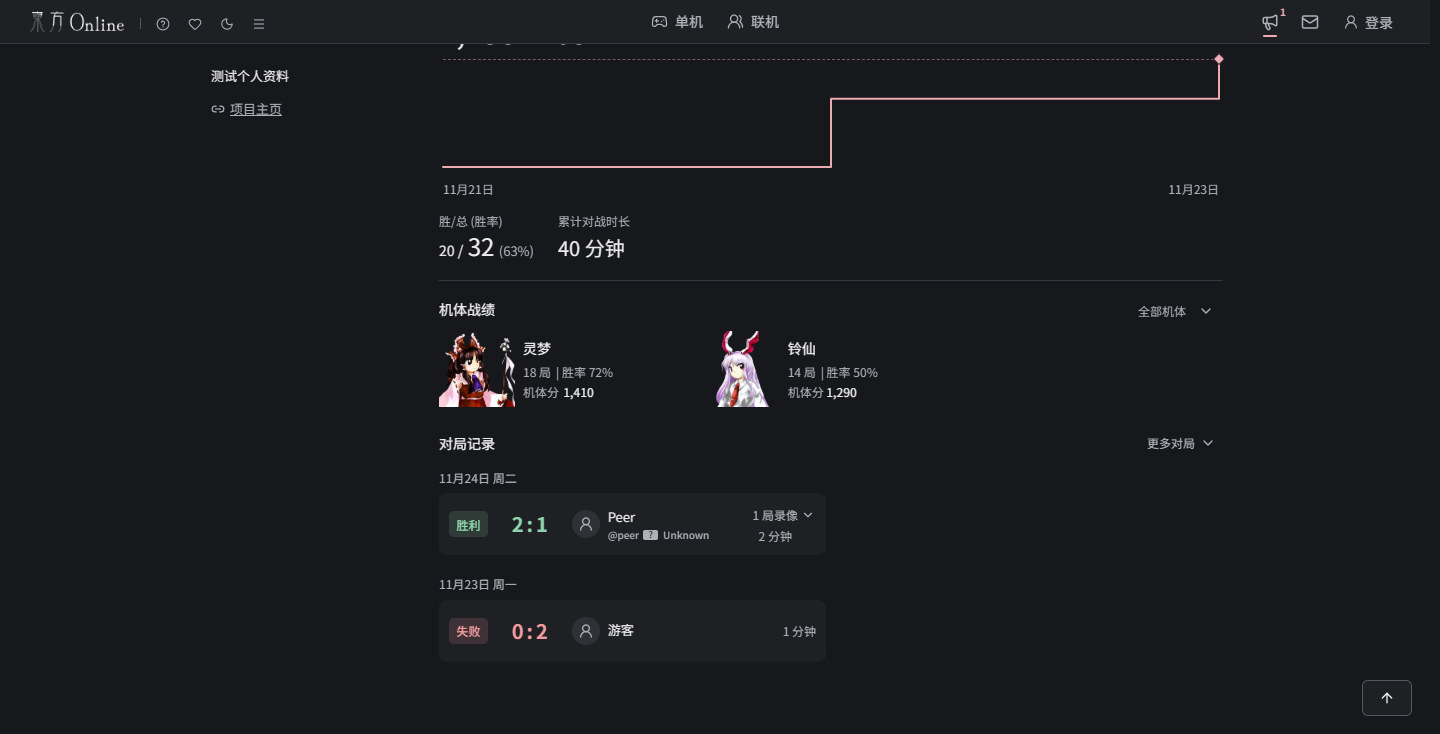 東方Online
单机
联机
1
登录
测试个人资料
项目主页
11月21日
11月23日
胜/总 (胜率)
累计对战时长
20 / 32 (63%)
40 分钟
机体战绩
全部机体
灵梦
18 局 | 胜率 72%
机体分 1,410
铃仙
14 局 | 胜率 50%
机体分 1,290
对局记录
更多对局
11月24日 周二
胜利
2:1
Peer
@peer ? Unknown
1 局录像
2 分钟
11月23日 周一
失败
0:2
游客
1 分钟